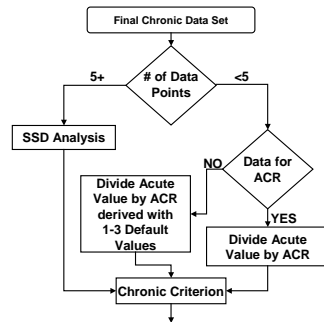 Final Chronic Data Set
5+
# of Data
Points
<5
SSD Analysis
Data for
ACR
NO
Divide Acute
Value by ACR
derived with
1-3 Default
Values
YES
Divide Acute
Value by ACR
Chronic Criterion